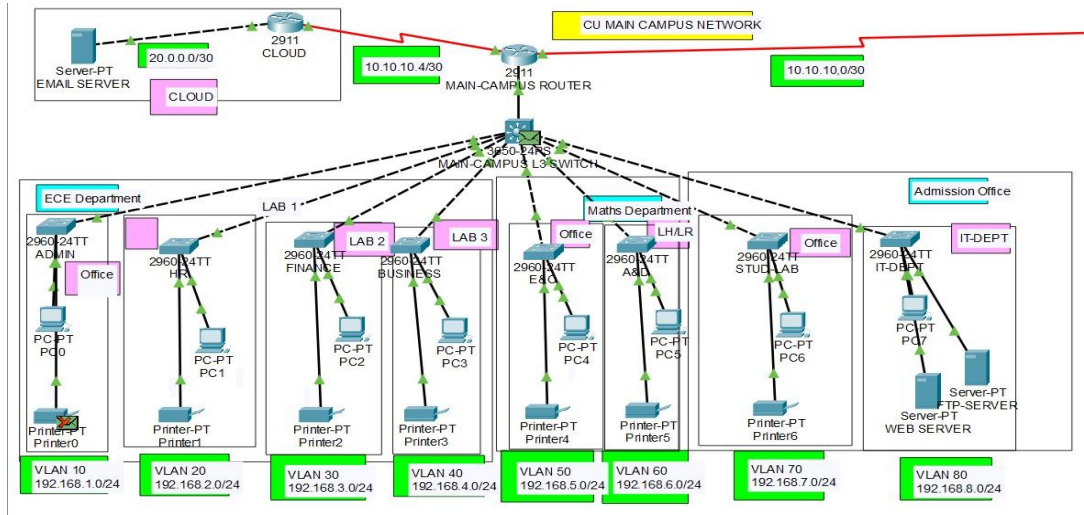 CU MAIN CAMPUS NETWORK
2911
CLOUD
Server-PT
EMAIL SERVER
20.0.0.0/30
CLOUD
10.10.10.4/30
2911
MAIN-CAMPUS ROUTER
10.10.10,0/30
3650-24PS
MAIN-CAMPUS L3 SWITCH
ECE Department
LAB 1
Maths Department
Admission Office
2960-24TT
ADMIN
Office
PC-PT
PC0
Printer-PT
Printer0
VLAN 10
192.168.1.0/24
2960-24TT
HR
PC-PT
PC1
Printer-PT
Printer1
VLAN 20
192.168.2.0/24
LAB 2
2960-24TT
FINANCE
PC-PT
PC2
Printer-PT
Printer2
VLAN 30
192.168.3.0/24
LAB 3
2960-24TT
BUSINESS
PC-PT
PC3
Printer-PT
Printer3
VLAN 40
192.168.4.0/24
Office
2960-24TT
E&C
PC-PT
PC4
Printer-PT
Printer4
VLAN 50
192.168.5.0/24
LH/LR
2960-24TT
A&D
PC-PT
PC5
Printer-PT
Printer5
VLAN 60
192.168.6.0/24
Office
2960-24TT
STUD-LAB
PC-PT
PC6
Printer-PT
Printer6
VLAN 70
192.168.7.0/24
IT-DEPT
2960-24TT
IT-DEPT
PC-PT
PC7
Server-PT
FTP-SERVER
Server-PT
WEB SERVER
VLAN 80
192.168.8.0/24